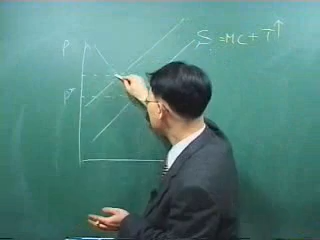 P
S = MC + T↑
P*